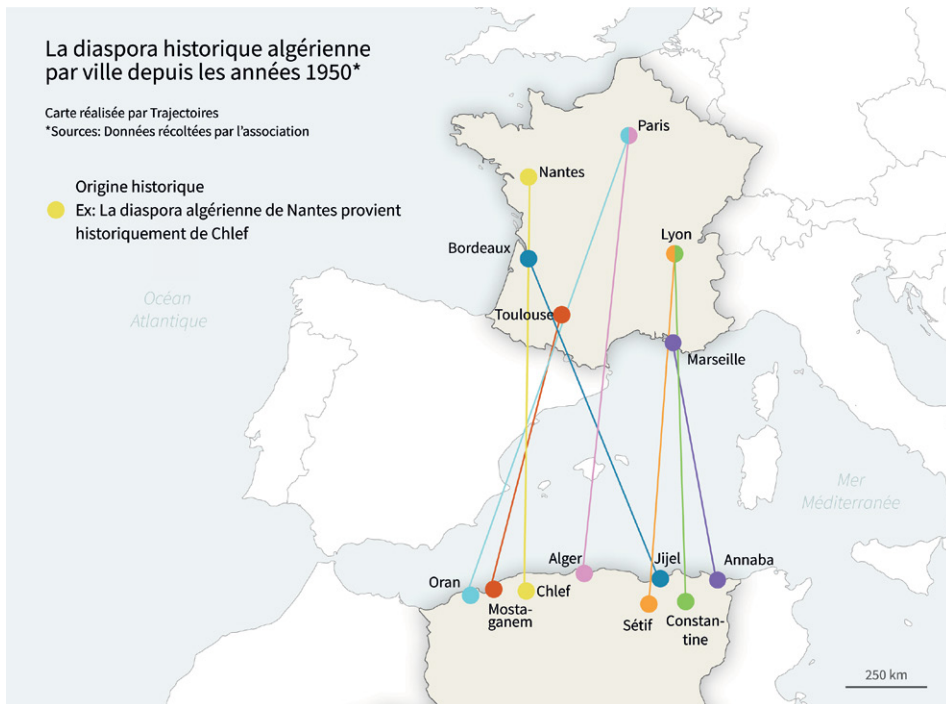 La diaspora historique algérienne
par ville depuis les années 1950*
Carte réalisée par Trajectoires
*Sources: Données récoltées par l'association
Origine historique
Ex: La diaspora algérienne de Nantes provient
historiquement de Chlef
Paris
Nantes
Lyon
Bordeaux
Océan
Atlantique
Toulouse
Marseille
Mer
Méditerranée
Alger
Jijel
Annaba
Oran
Chlef
Mosta-
ganem
Sétif
Constan-
tine
250 km